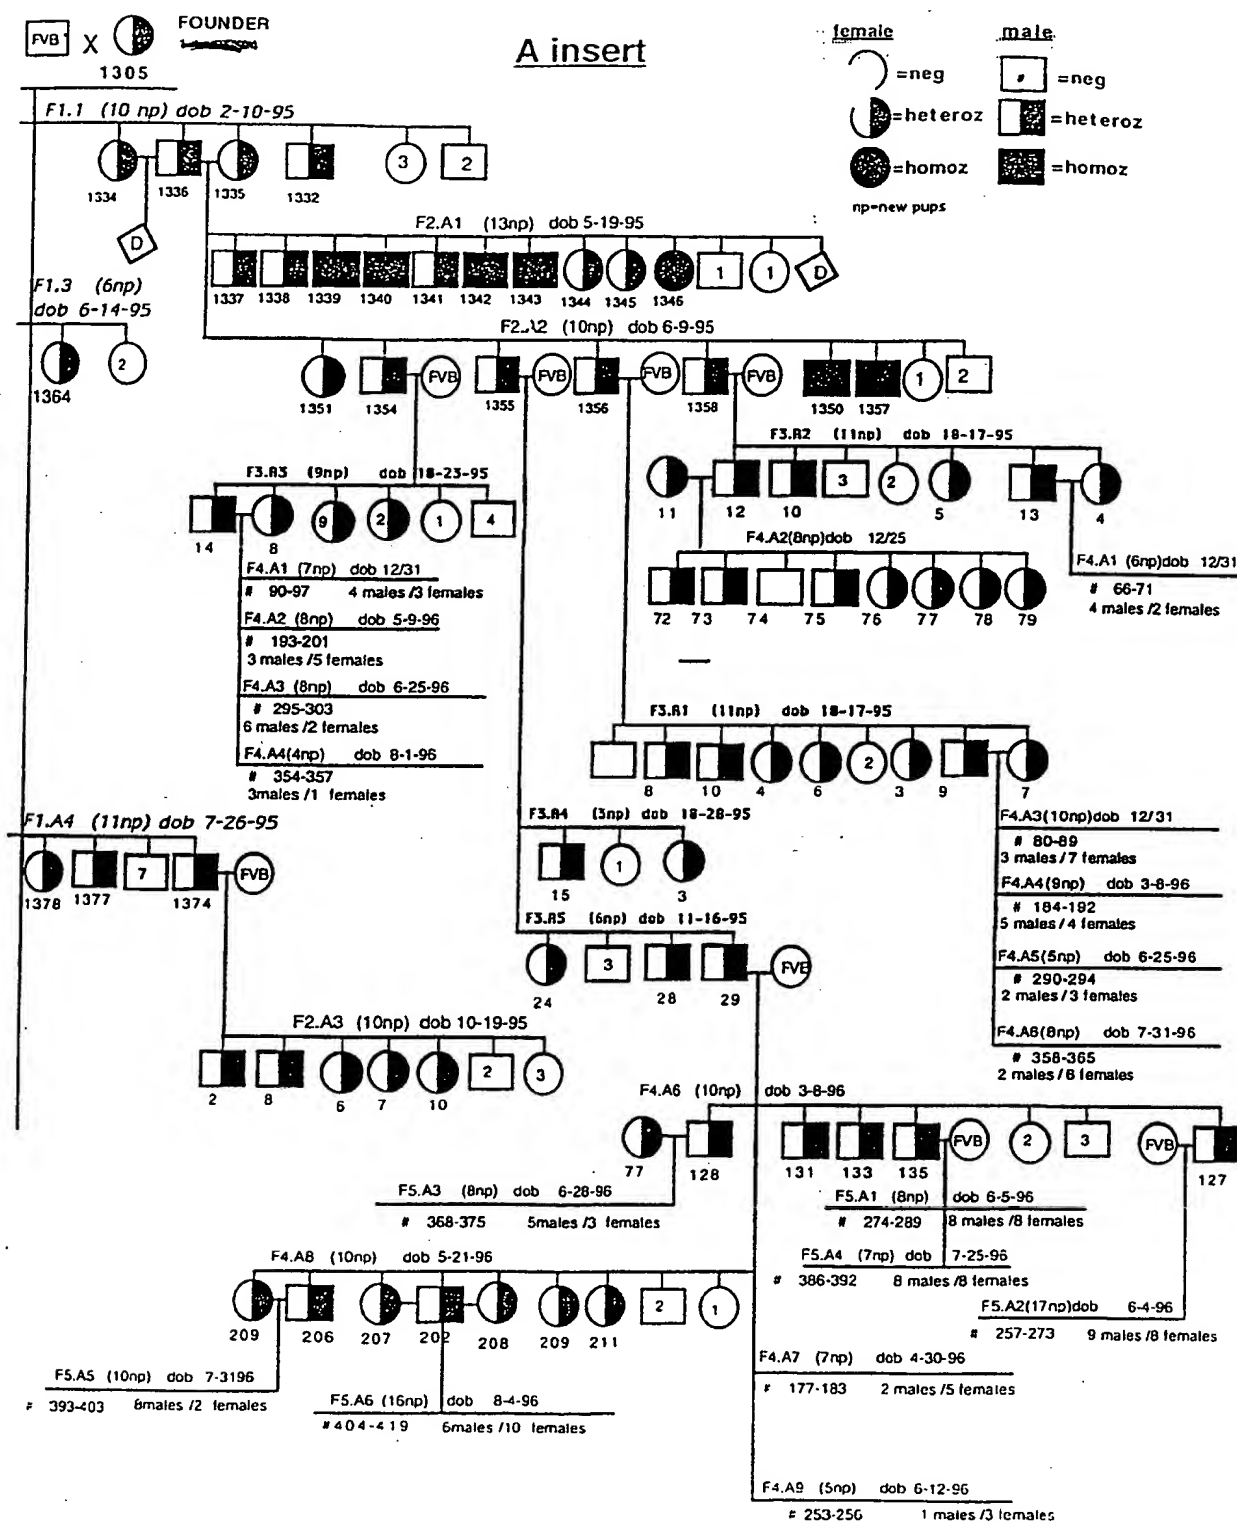 FVB X FOUNDER
1305
A insert
female male
=neg # =neg
=heteroz =heteroz
=homoz =homoz
np=new pups
F1.1 (10 np) dob 2-10-95
3 2
1334 1336 1335 1332
D
F2.A1 (13np) dob 5-19-95
1 1 D
1337 1338 1339 1340 1341 1342 1343 1344 1345 1346
F1.3 (6np)
dob 6-14-95
2
1364
F2.A2 (10np) dob 6-9-95
FVB FVB FVB FVB 1 2
1351 1354 1355 1356 1358 1350 1357
F3.A2 (11np) dob 18-17-95
3 2
11 12 10 5 13 4
F3.A3 (9np) dob 18-23-95
9 2 1 4
14 8
F4.A2(8np)dob 12/25
72 73 74 75 76 77 78 79
F4.A1 (6np)dob 12/31
# 66-71
4 males/2 females
F4.A1 (7np) dob 12/31
# 90-97 4 males /3 females
F4.A2 (8np) dob 5-9-96
# 193-201
3 males /5 females
F4.A3 (8np) dob 6-25-96
# 295-303
6 males /2 females
F4.A4(4np) dob 8-1-96
# 354-357
3males /1 females
F3.A1 (11np) dob 18-17-95
2
8 10 4 6 3 9 7
F4.A3(10np)dob 12/31
# 80-89
3 males/7 females
F4.A4(9np) dob 3-8-96
# 184-192
5 males/4 females
F4.A5(5np) dob 6-25-96
# 290-294
2 males/3 females
F4.A6(8np) dob 7-31-96
# 358-365
2 males/6 females
F1.A4 (11np) dob 7-26-95
7 FVB
1378 1377 1374
F3.A4 (3np) dob 18-28-95
1
15 3
F3.A5 (6np) dob 11-16-95
3 FVB
24 28 29
F2.A3 (10np) dob 10-19-95
2 3
2 8 6 7 10
F4.A6 (10np) dob 3-8-96
FVB 2 3 FVB
77 128 131 133 135 127
F5.A3 (8np) dob 6-28-96
# 368-375 5males /3 females
F5.A1 (8np) dob 6-5-96
# 274-289 8 males /8 females
F5.A4 (7np) dob 7-25-96
# 386-392 8 males /8 females
F5.A2(17np)dob 6-4-96
# 257-273 9 males /8 females
F4.A8 (10np) dob 5-21-96
2 1
209 206 207 202 208 209 211
F5.A5 (10np) dob 7-3196
# 393-403 8males /2 females
F5.A6 (16np) dob 8-4-96
#404-419 6males /10 females
F4.A7 (7np) dob 4-30-96
# 177-183 2 males /5 females
F4.A9 (5np) dob 6-12-96
# 253-256 1 males /3 females